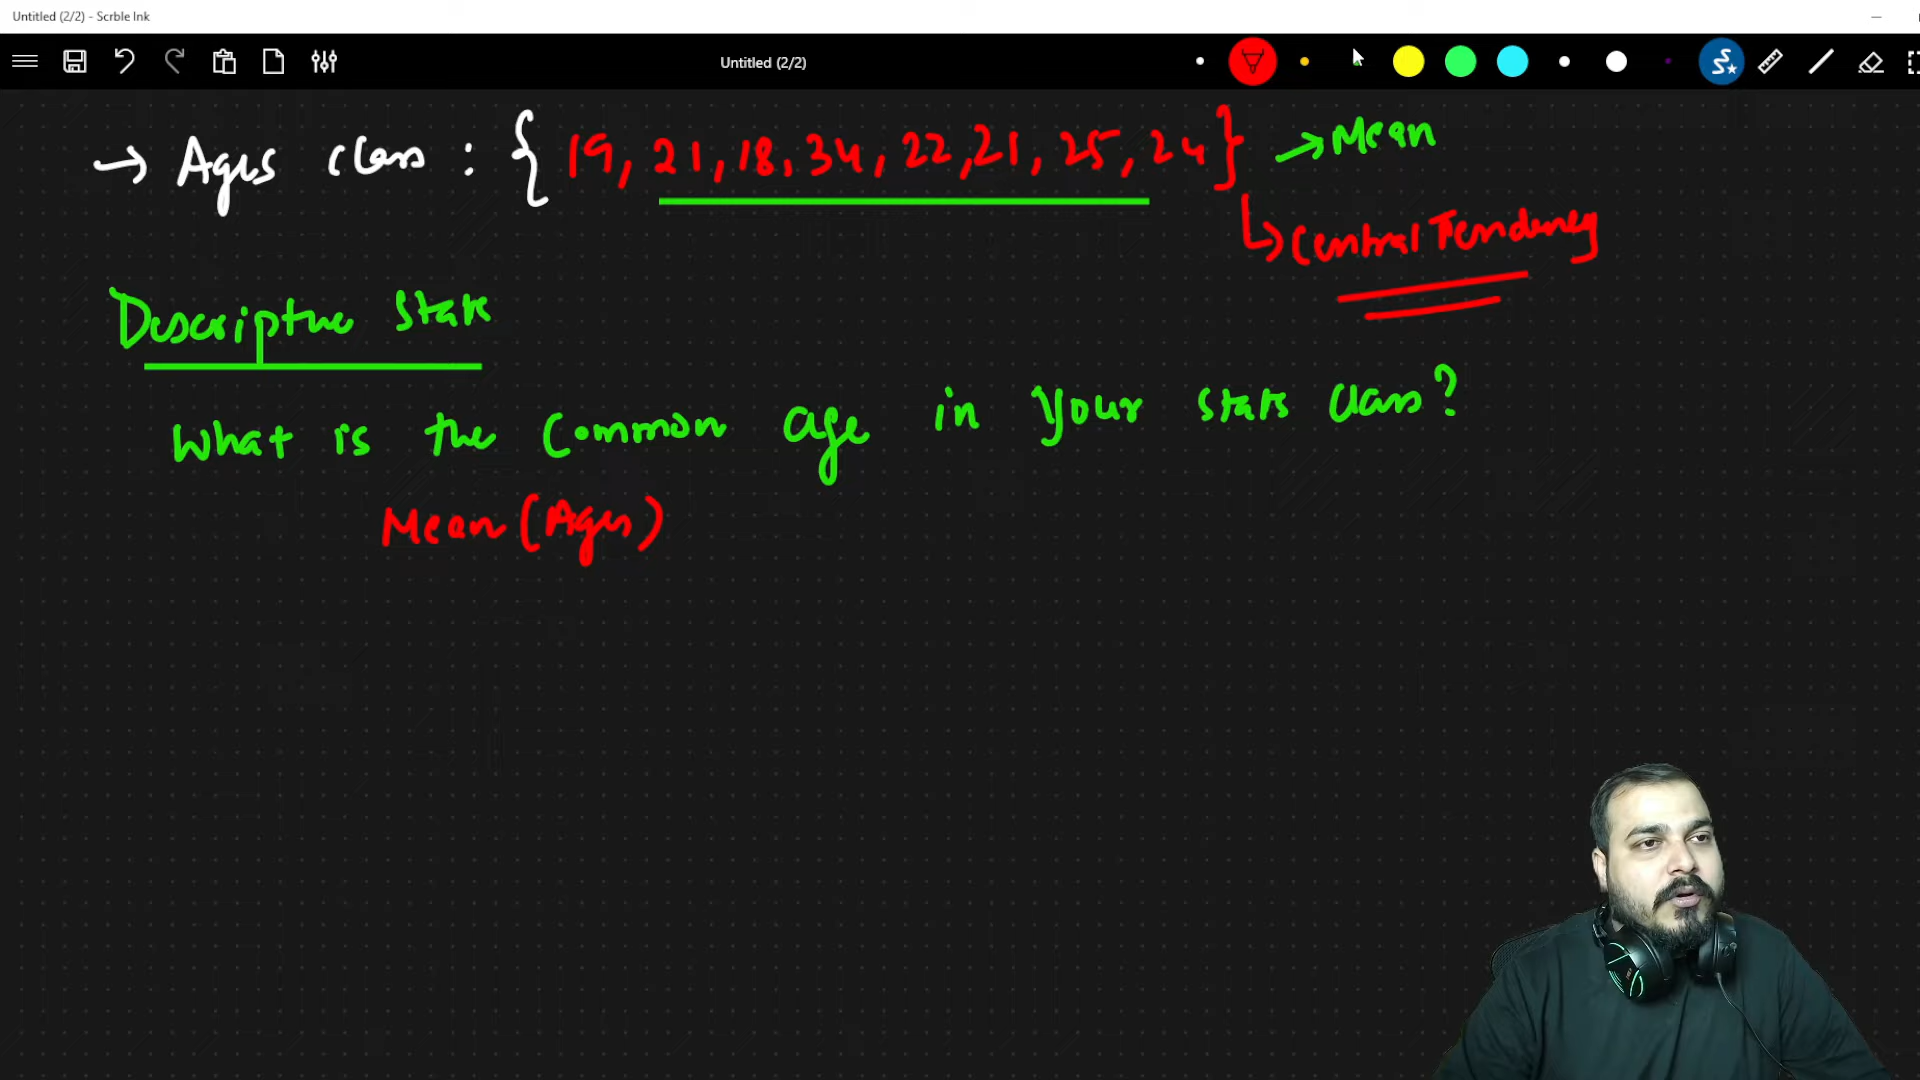 Untitled (2/2) - Scrble Ink
Untitled (2/2)
→ Ages class : { 19, 21, 18, 34, 22, 21, 25, 24 } → Mean
↳ Central Tendency
Descriptive Stats
What is the Common age in your stats class?
Mean (Ages)